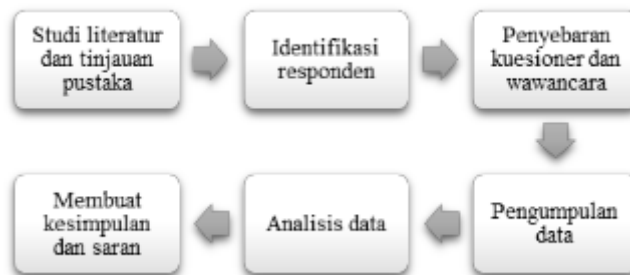 Studi literatur
dan tinjauan
pustaka
Identifikasi
responden
Penyebaran
kuesioner dan
wawancara
Pengumpulan
data
Analisis data
Membuat
kesimpulan
dan saran